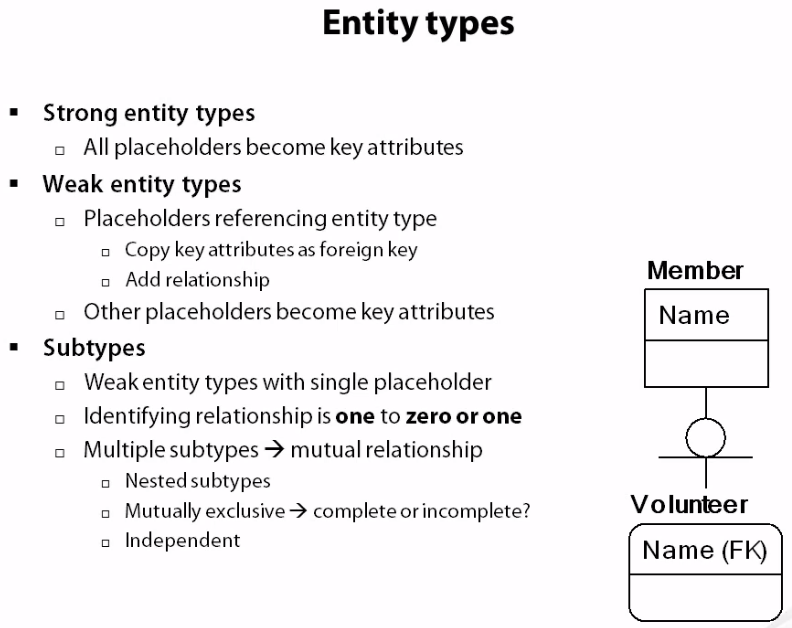 Entity types
▪ Strong entity types
▫ All placeholders become key attributes
▪ Weak entity types
▫ Placeholders referencing entity type
▫ Copy key attributes as foreign key
▫ Add relationship
▫ Other placeholders become key attributes
▪ Subtypes
▫ Weak entity types with single placeholder
▫ Identifying relationship is one to zero or one
▫ Multiple subtypes → mutual relationship
▫ Nested subtypes
▫ Mutually exclusive → complete or incomplete?
▫ Independent
Member
Name
Volunteer
Name (FK)